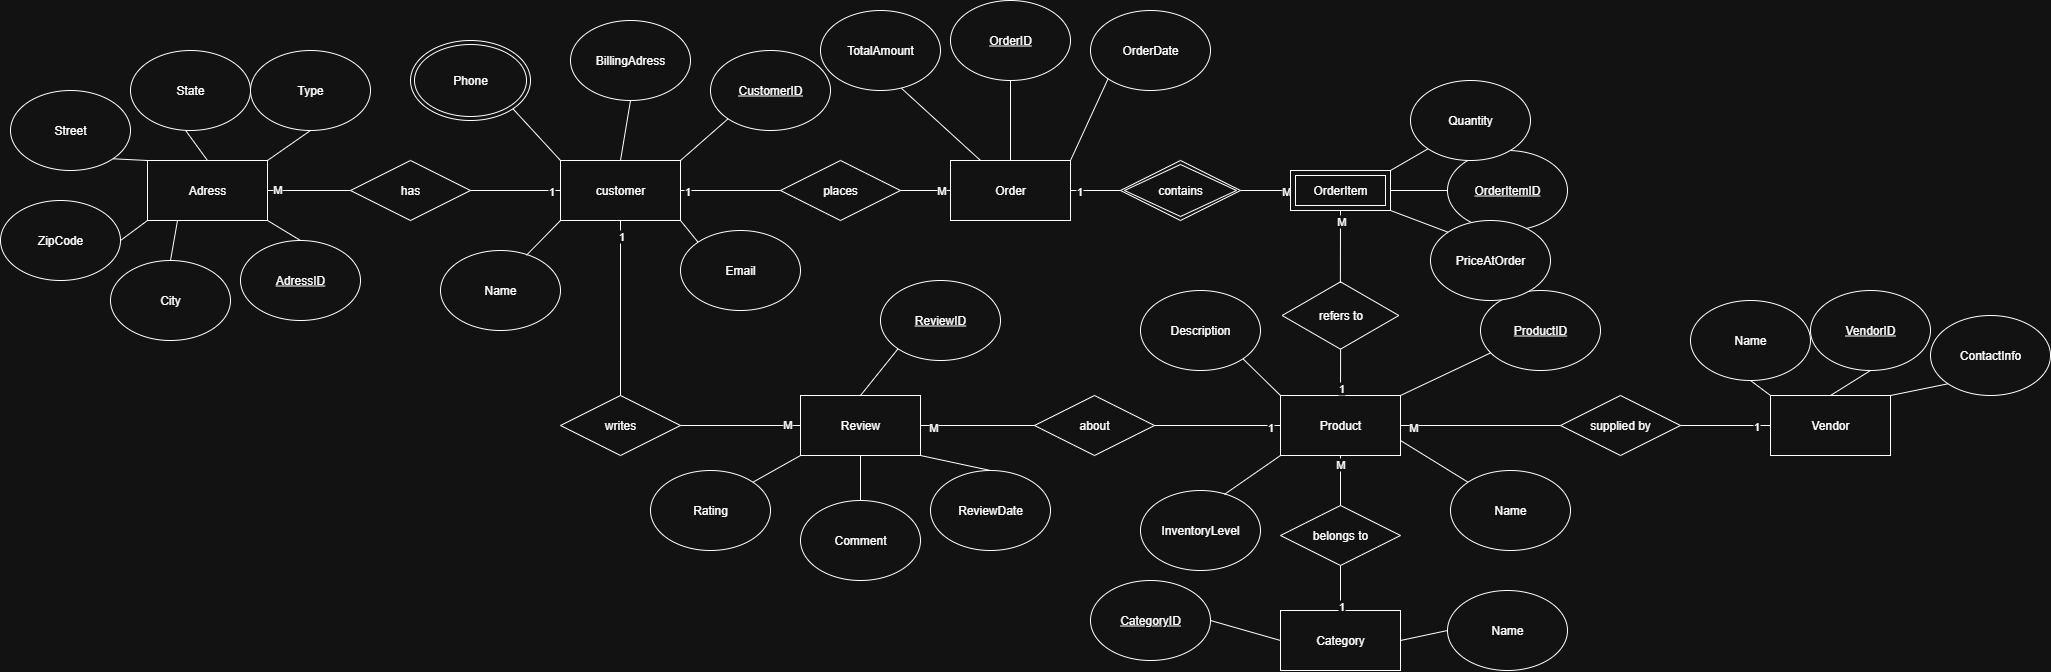 TotalAmount
OrderID
OrderDate
Phone
BillingAdress
CustomerID
State
Type
Street
Quantity
Adress
M
has
1
customer
1
places
M
Order
1
contains
M
OrderItem
OrderItemID
M
1
ZipCode
City
AdressID
Name
Email
PriceAtOrder
refers to
ReviewID
Description
ProductID
Name
VendorID
ContactInfo
1
writes
M
Review
M
about
1
Product
M
supplied by
1
Vendor
M
Rating
Comment
ReviewDate
InventoryLevel
Name
belongs to
1
CategoryID
Category
Name